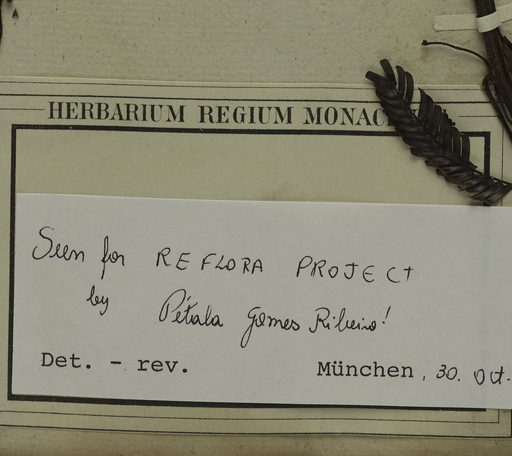 HERBARIUM REGIUM MONAC
Seen for REFLORA PROJECT
by Pétala Gomes Ribeiro!
Det. - rev. München, 30. Oct.